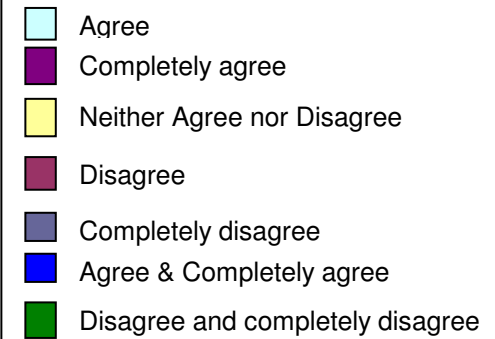 Agree
Completely agree
Neither Agree nor Disagree
Disagree
Completely disagree
Agree & Completely agree
Disagree and completely disagree